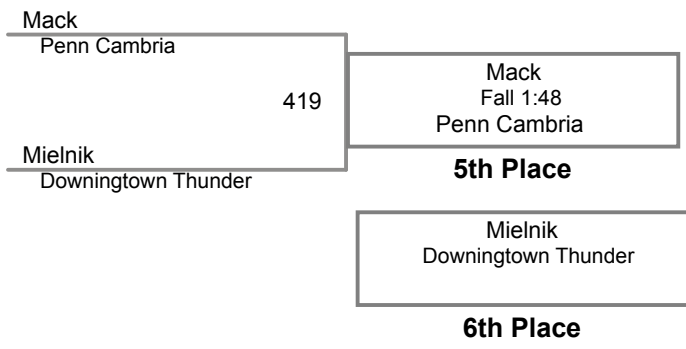 Mack
Penn Cambria
419
Mielnik
Downingtown Thunder
Mack
Fall 1:48
Penn Cambria
5th Place
Mielnik
Downingtown Thunder
6th Place